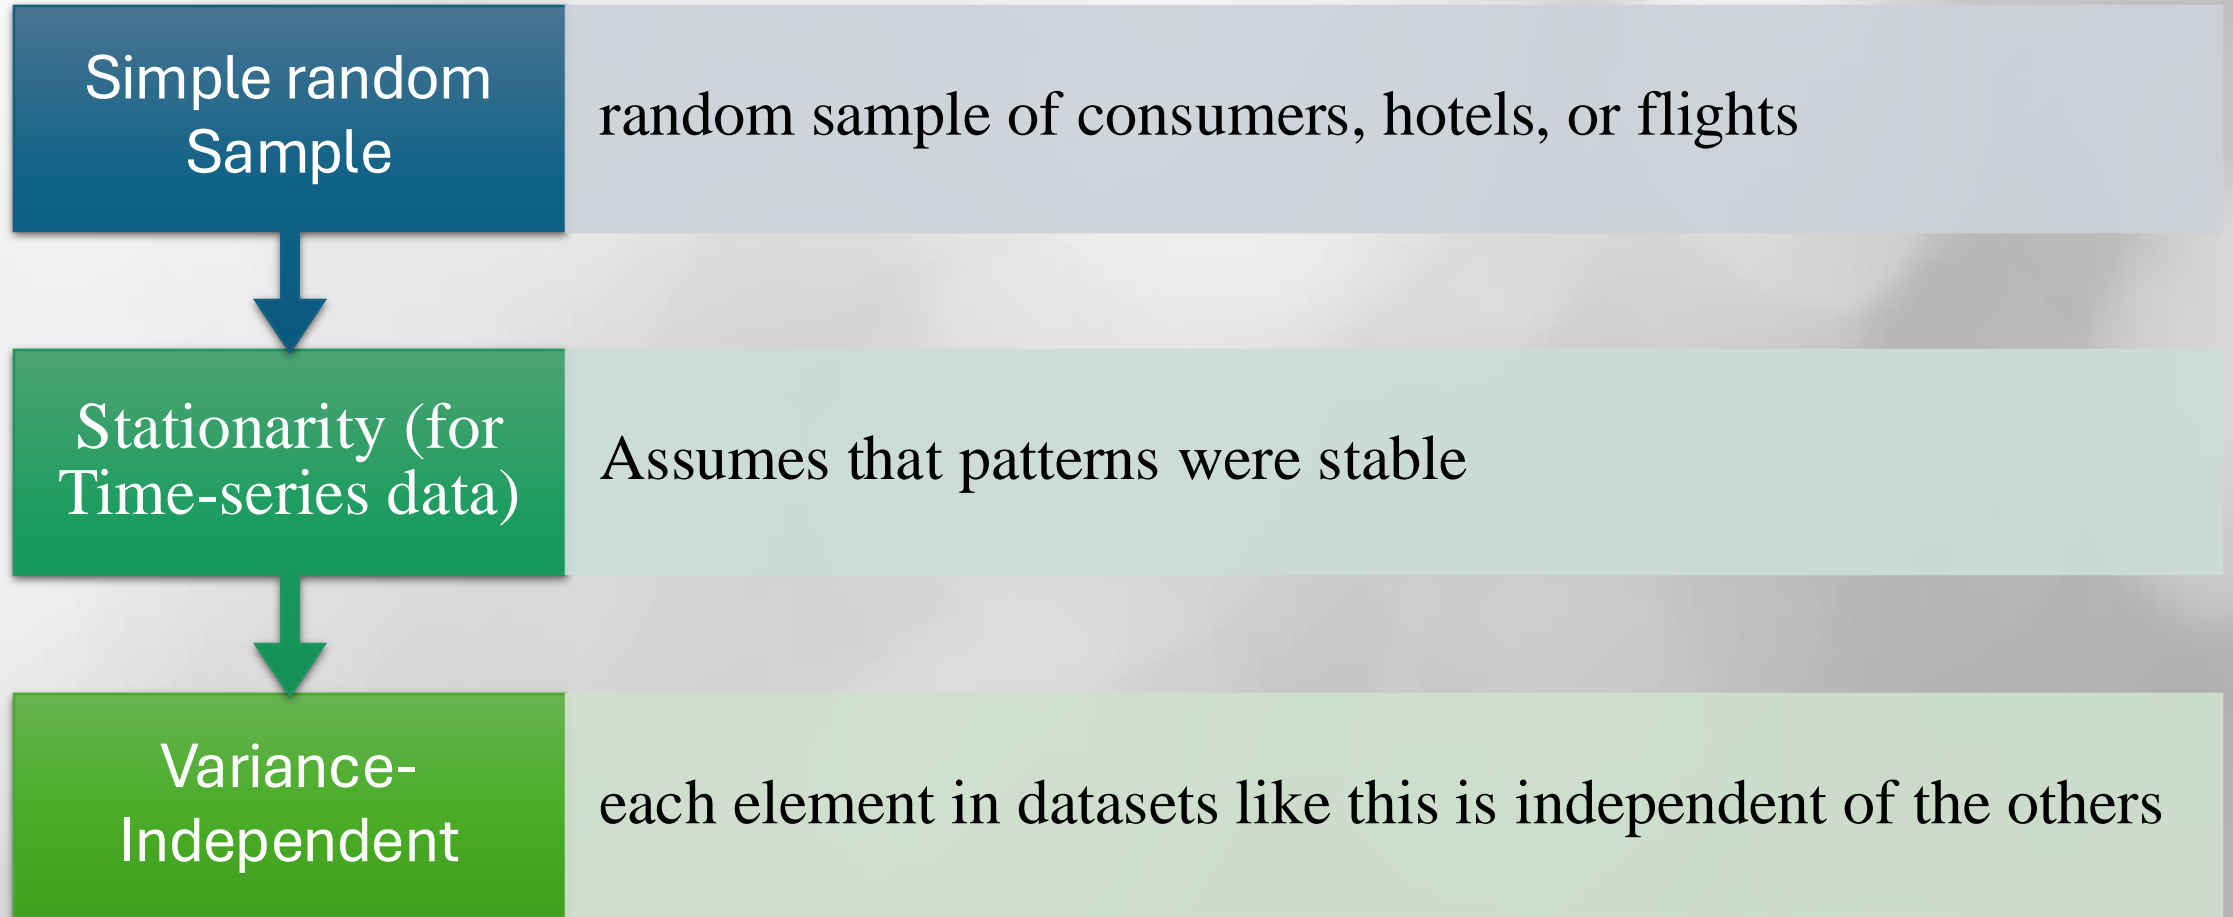 Simple random
Sample
random sample of consumers, hotels, or flights
Stationarity (for
Time-series data)
Assumes that patterns were stable
Variance-
Independent
each element in datasets like this is independent of the others